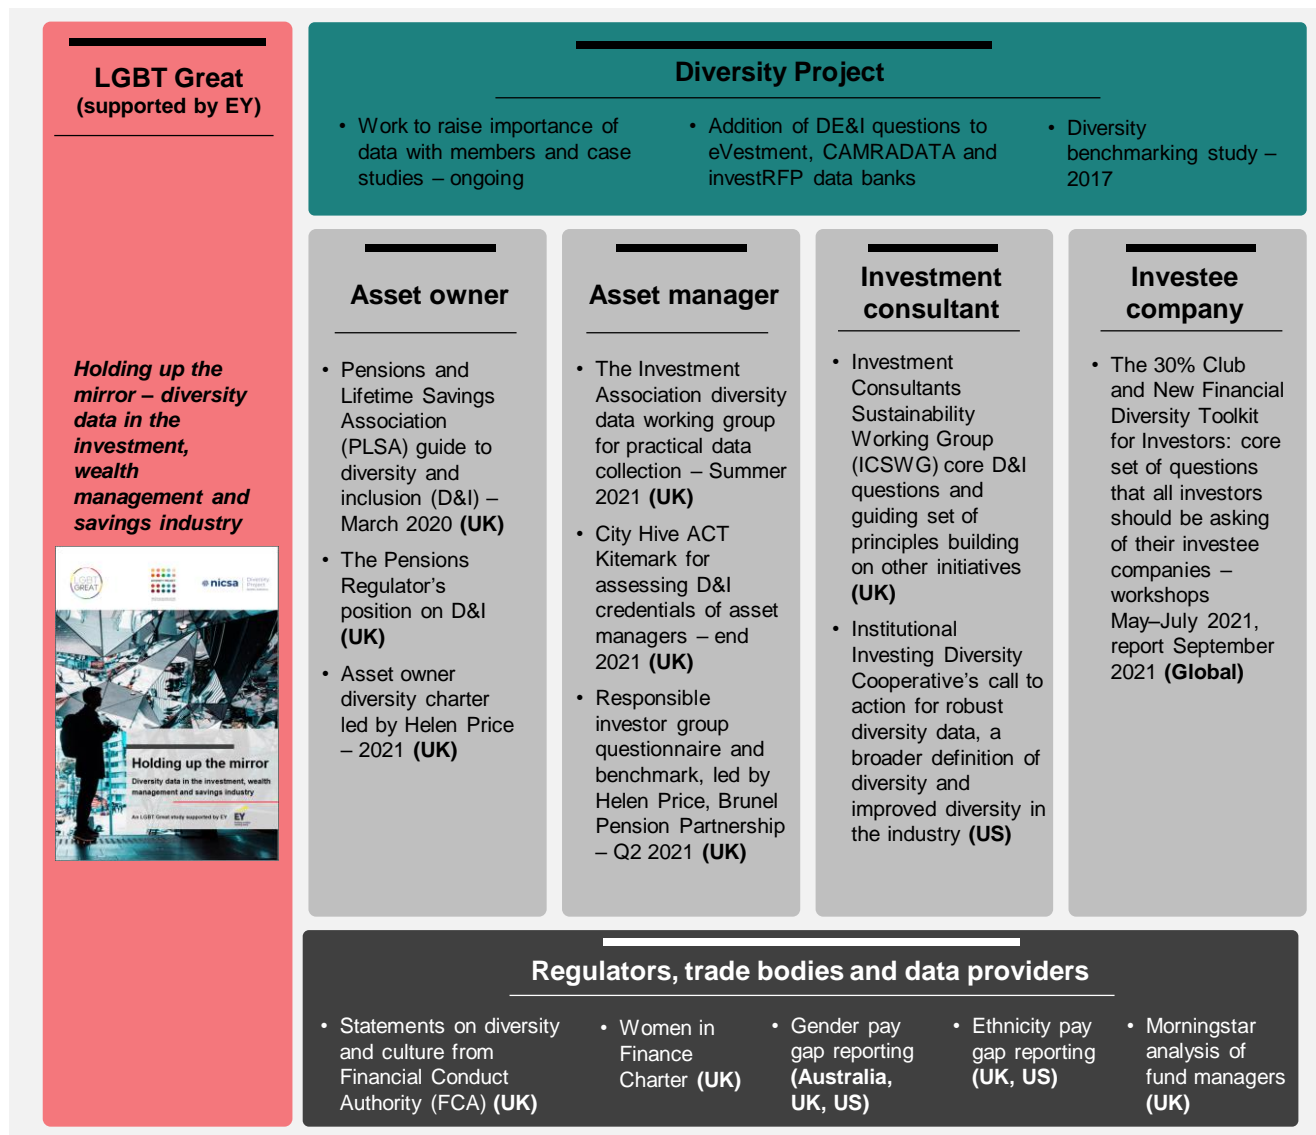 LGBT Great
(supported by EY)
Holding up the
mirror – diversity
data in the
investment,
wealth
management and
savings industry
LGBT
GREAT
nicsa
Diversity
Project
Holding up the mirror
Diversity data in the investment, wealth
management and savings industry
An LGBT Great study supported by EY
EY
Diversity Project
• Work to raise importance of
data with members and case
studies – ongoing
• Addition of DE&I questions to
eVestment, CAMRADATA and
investRFP data banks
• Diversity
benchmarking study –
2017
Asset owner
• Pensions and
Lifetime Savings
Association
(PLSA) guide to
diversity and
inclusion (D&I) –
March 2020 (UK)
• The Pensions
Regulator’s
position on D&I
(UK)
• Asset owner
diversity charter
led by Helen Price
– 2021 (UK)
Asset manager
• The Investment
Association diversity
data working group
for practical data
collection – Summer
2021 (UK)
• City Hive ACT
Kitemark for
assessing D&I
credentials of asset
managers – end
2021 (UK)
• Responsible
investor group
questionnaire and
benchmark, led by
Helen Price, Brunel
Pension Partnership
– Q2 2021 (UK)
Investment
consultant
• Investment
Consultants
Sustainability
Working Group
(ICSWG) core D&I
questions and
guiding set of
principles building
on other initiatives
(UK)
• Institutional
Investing Diversity
Cooperative’s call to
action for robust
diversity data, a
broader definition of
diversity and
improved diversity in
the industry (US)
Investee
company
• The 30% Club
and New Financial
Diversity Toolkit
for Investors: core
set of questions
that all investors
should be asking
of their investee
companies –
workshops
May–July 2021,
report September
2021 (Global)
Regulators, trade bodies and data providers
• Statements on diversity
and culture from
Financial Conduct
Authority (FCA) (UK)
• Women in
Finance
Charter (UK)
• Gender pay
gap reporting
(Australia,
UK, US)
• Ethnicity pay
gap reporting
(UK, US)
• Morningstar
analysis of
fund managers
(UK)